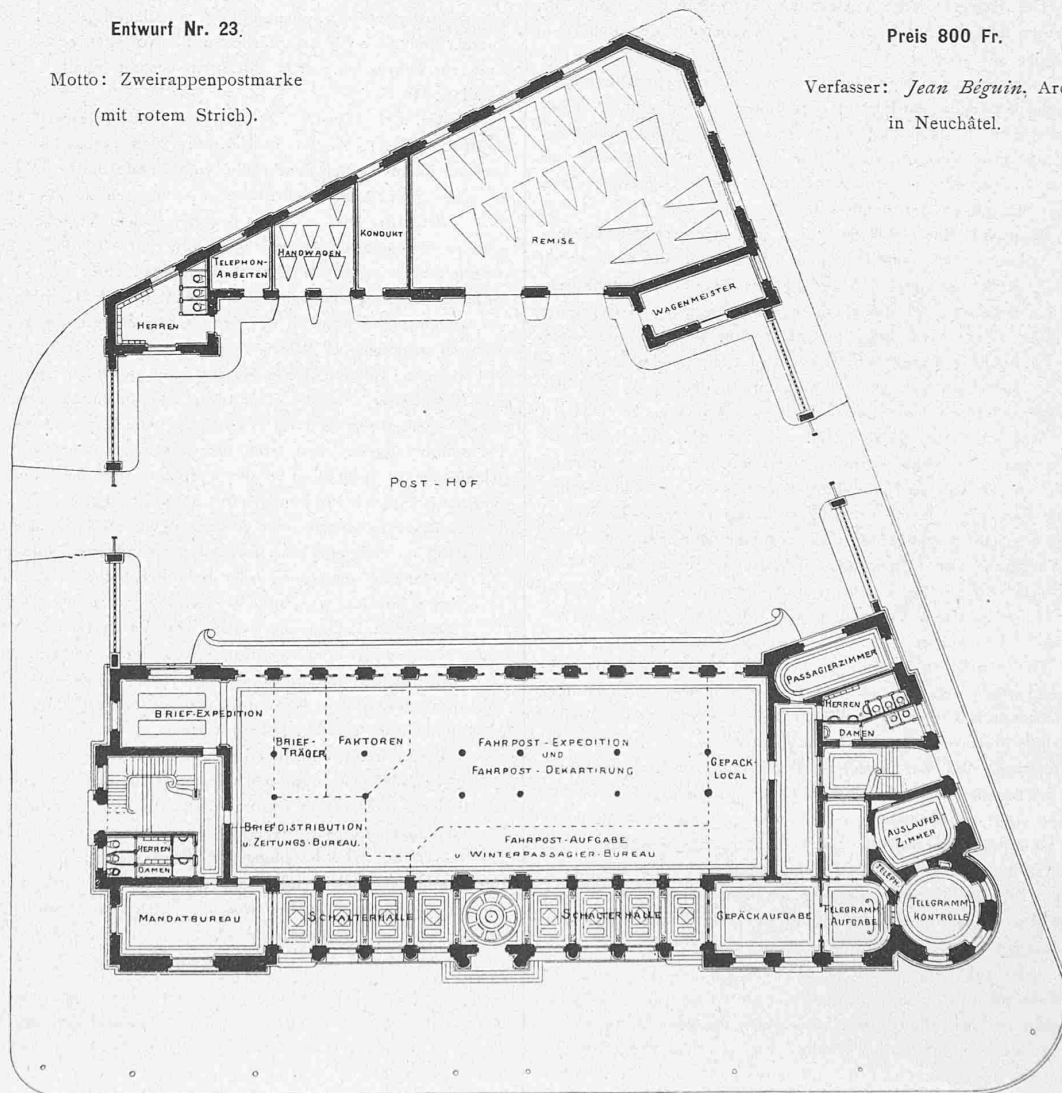 Entwurf Nr. 23.
Preis 800 Fr.
Motto: Zweirappenpostmarke
(mit rotem Strich).
Verfasser: Jean Béguin, Ar
in Neuchâtel.
REMISE
KONDUKT
HANDWAGEN
TELEPHON-
ARBEITEN
HERREN
WAGENMEISTER
POST-HOF
PASSAGIERZIMMER
HERREN
DAMEN
BRIEF-EXPEDITION
BRIEF-
TRÄGER
FAKTOREN
FAHRPOST-EXPEDITION
UND
FAHRPOST-DEKARTIRUNG
GEPÄCK-
LOCAL
BRIEFDISTRIBUTION
U. ZEITUNGS-BUREAU.
FAHRPOST-AUFGABE
U WINTERPASSAGIER-BUREAU
AUSLAUFER
ZIMMER
HERREN
DAMEN
TELEPH.
MANDATBUREAU
SCHALTERHALLE
SCHALTERHALLE
GEPÄCKAUFGABE
TELEGRAMM
AUFGABE
TELEGRAMM-
KONTROLLE